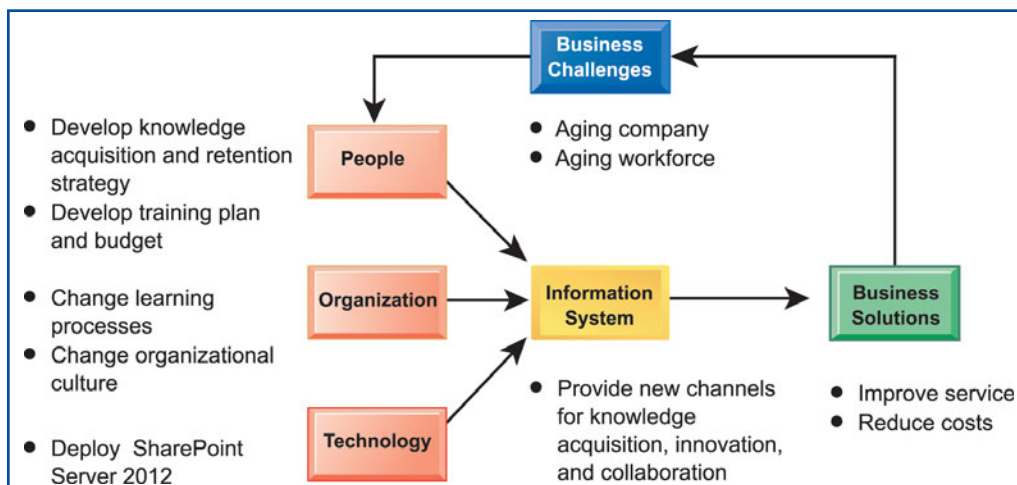 Business
Challenges
● Aging company
● Aging workforce
● Develop knowledge
acquisition and retention
strategy
● Develop training plan
and budget
People
● Change learning
processes
● Change organizational
culture
Organization
● Deploy SharePoint
Server 2012
Technology
Information
System
● Provide new channels
for knowledge
acquisition, innovation,
and collaboration
Business
Solutions
● Improve service
● Reduce costs